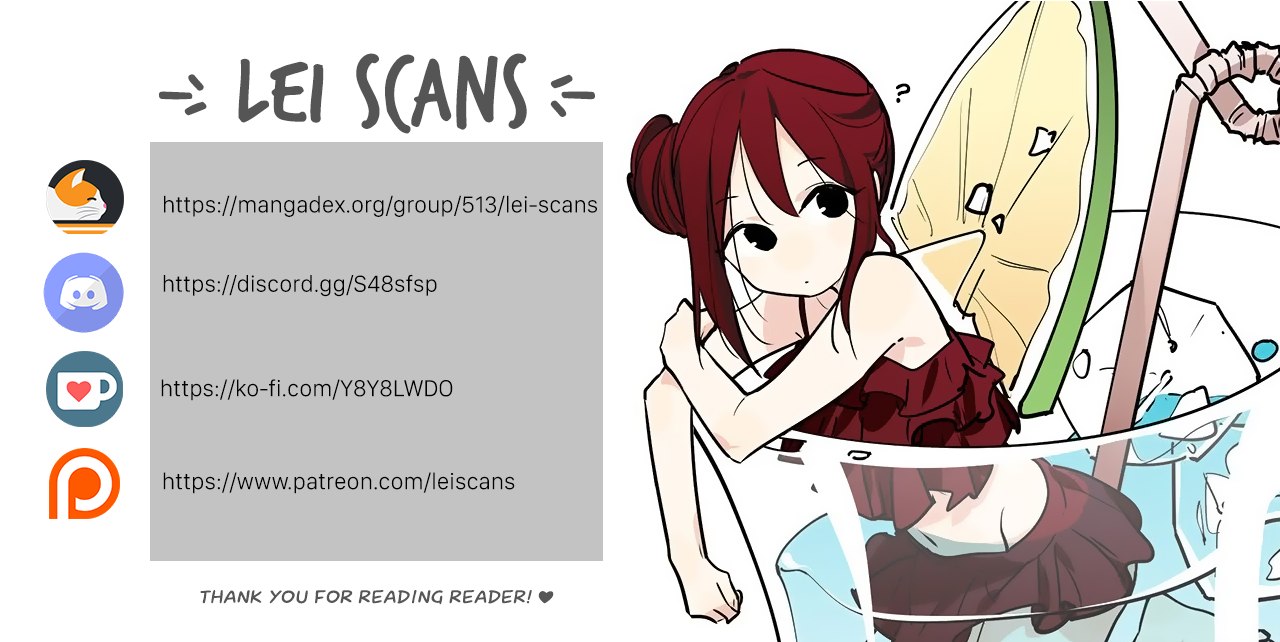 LEI SCANS
https://mangadex.org/group/513/lei-scans
https://discord.gg/S48sfsp
https://ko-fi.com/Y8Y8LWDO
https://www.patreon.com/leiscans
THANK YOU FOR READING READER! ♥
?